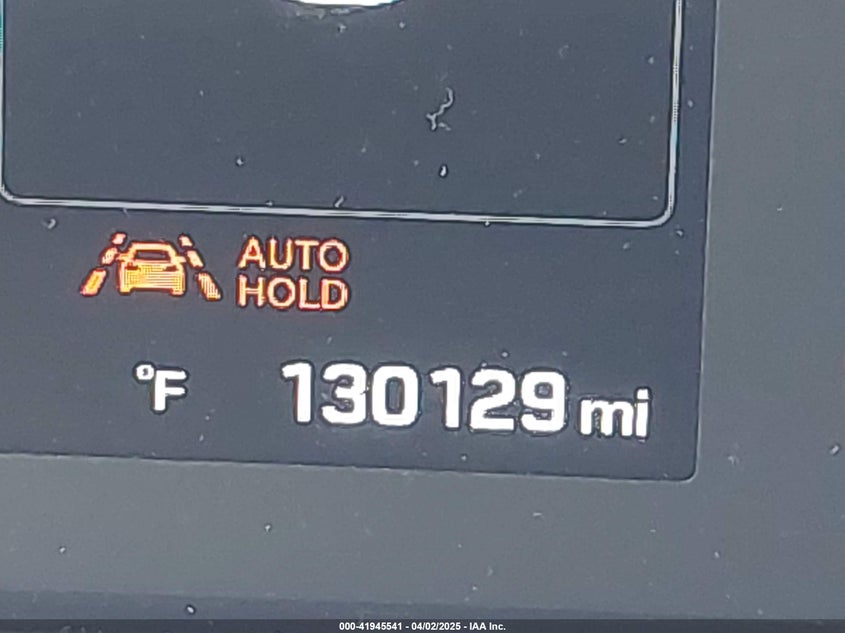 AUTO
HOLD
°F 130129 mi
000-41945541 - 04/02/2025 - IAA Inc.